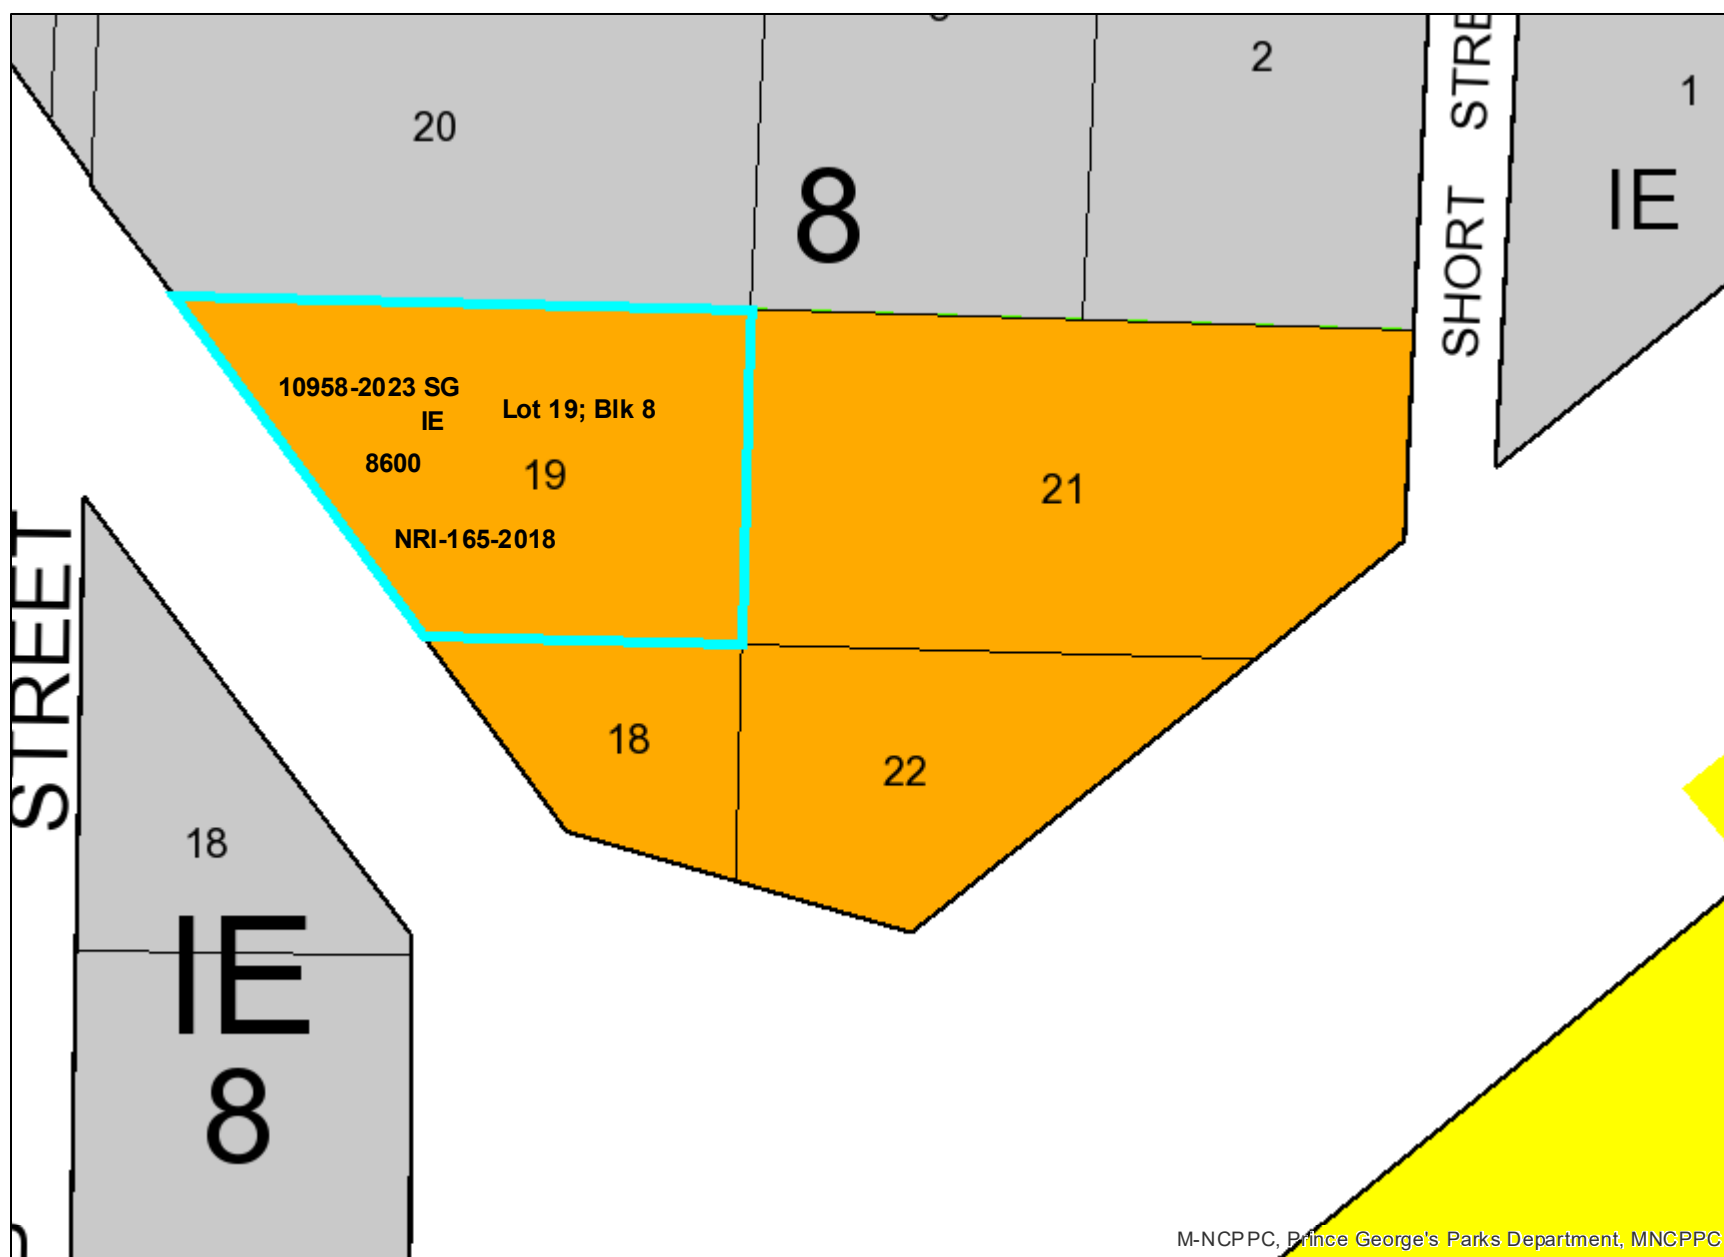 2
1
20
8
IE
SHORT STRE
10958-2023 SG
IE
Lot 19; Blk 8
8600
19
21
NRI-165-2018
STREET
18
22
18
IE
8
M-NCPPC, Prince George's Parks Department, MNCPPC